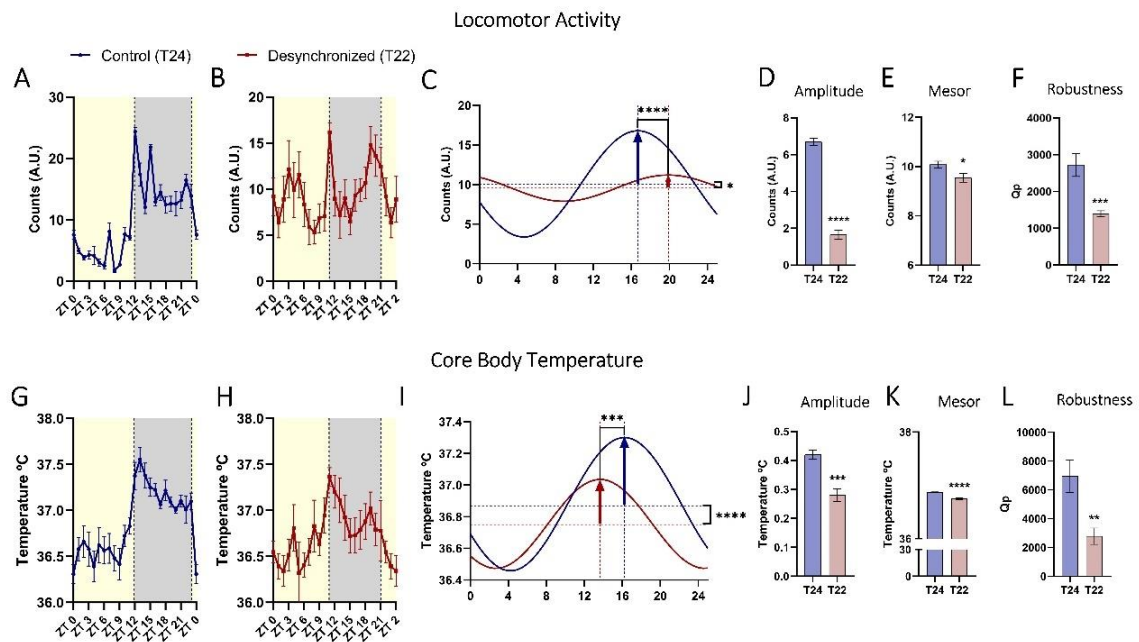 Locomotor Activity
Control (T24)
Desynchronized (T22)
A
B
C
D
E
F
Amplitude
Mesor
Robustness
Counts (A.U.)
30
20
10
0
ZT 0
ZT 3
ZT 6
ZT 9
ZT 12
ZT 15
ZT 18
ZT 21
ZT 0
Counts (A.U.)
20
15
10
5
0
ZT 0
ZT 3
ZT 6
ZT 9
ZT 12
ZT 15
ZT 18
ZT 21
ZT 2
Counts (A.U.)
20
15
10
5
0
0
4
8
12
16
20
24
****
*
Counts (A.U.)
8
6
4
2
0
****
T24 T22
Counts (A.U.)
12
10
8
6
*
T24 T22
Qp
4000
3000
2000
1000
0
***
T24 T22
Core Body Temperature
G
H
I
J
K
L
Amplitude
Mesor
Robustness
Temperature ºC
38.0
37.5
37.0
36.5
36.0
ZT 0
ZT 3
ZT 6
ZT 9
ZT 12
ZT 15
ZT 18
ZT 21
ZT 0
Temperature ºC
38.0
37.5
37.0
36.5
36.0
ZT 0
ZT 3
ZT 6
ZT 9
ZT 12
ZT 15
ZT 18
ZT 21
ZT 2
Temperature ºC
37.4
37.2
37.0
36.8
36.6
36.4
0
4
8
12
16
20
24
***
****
Temperature ºC
0.5
0.4
0.3
0.2
0.1
0.0
***
T24 T22
Temperature ºC
38
36
30
0
****
T24 T22
Qp
10000
8000
6000
4000
2000
0
**
T24 T22